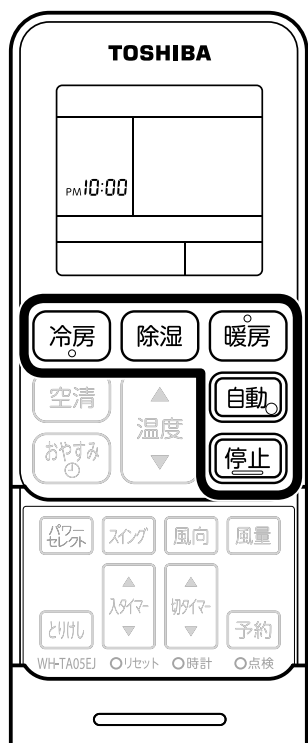 TOSHIBA
PM10:00
冷房 除湿 暖房
空清 温度 自動
おやすみ 停止
パワーセレクト スイング 風向 風量
入タイマー 切タイマー
とりけし 予約
WH-TA05EJ リセット 時計 点検